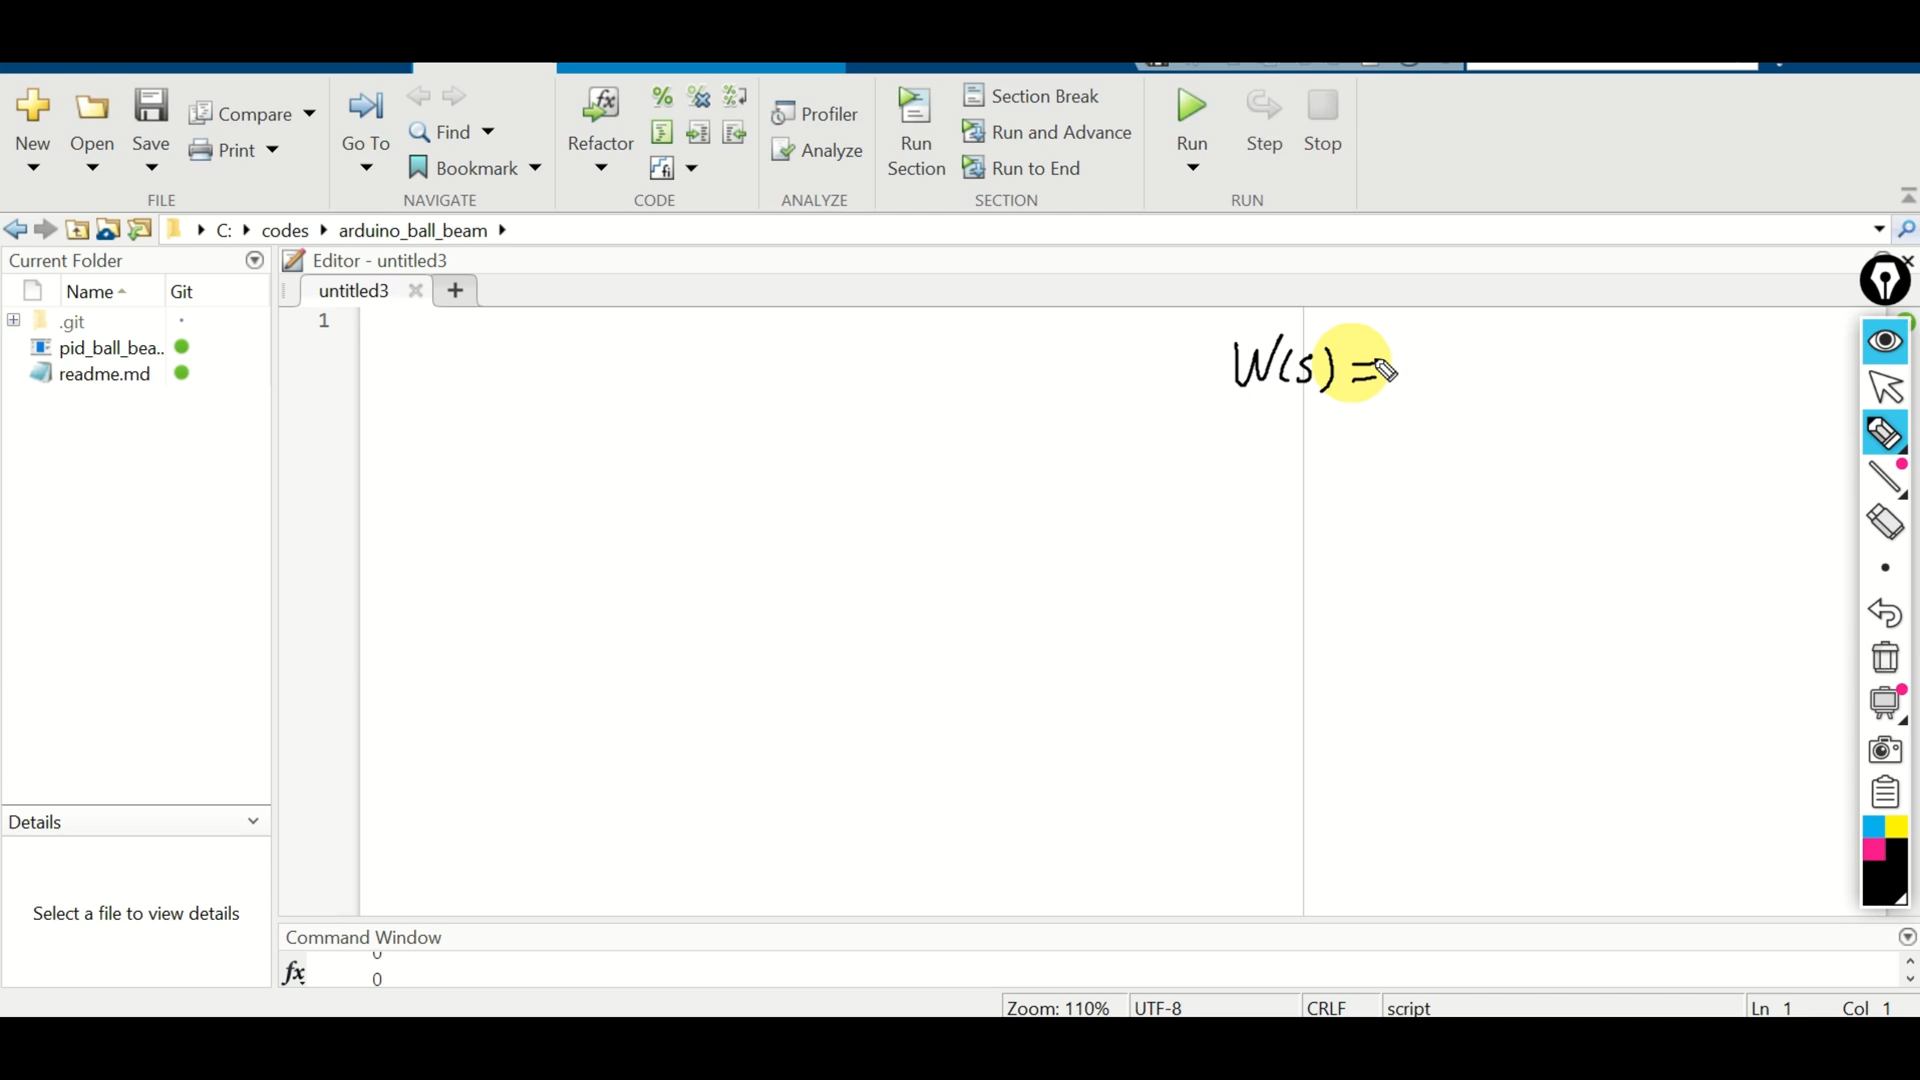 New
Open
Save
Compare
Print
FILE
Go To
Find
Bookmark
NAVIGATE
Refactor
CODE
Profiler
Analyze
ANALYZE
Run Section
Section Break
Run and Advance
Run to End
SECTION
Run
Step
Stop
RUN
C: codes arduino_ball_beam
Current Folder
Name Git
.git
pid_ball_bea..
readme.md
Editor - untitled3
untitled3
1
W(s) =
Details
Select a file to view details
Command Window
fx
0
Zoom: 110% UTF-8 CRLF script Ln 1 Col 1